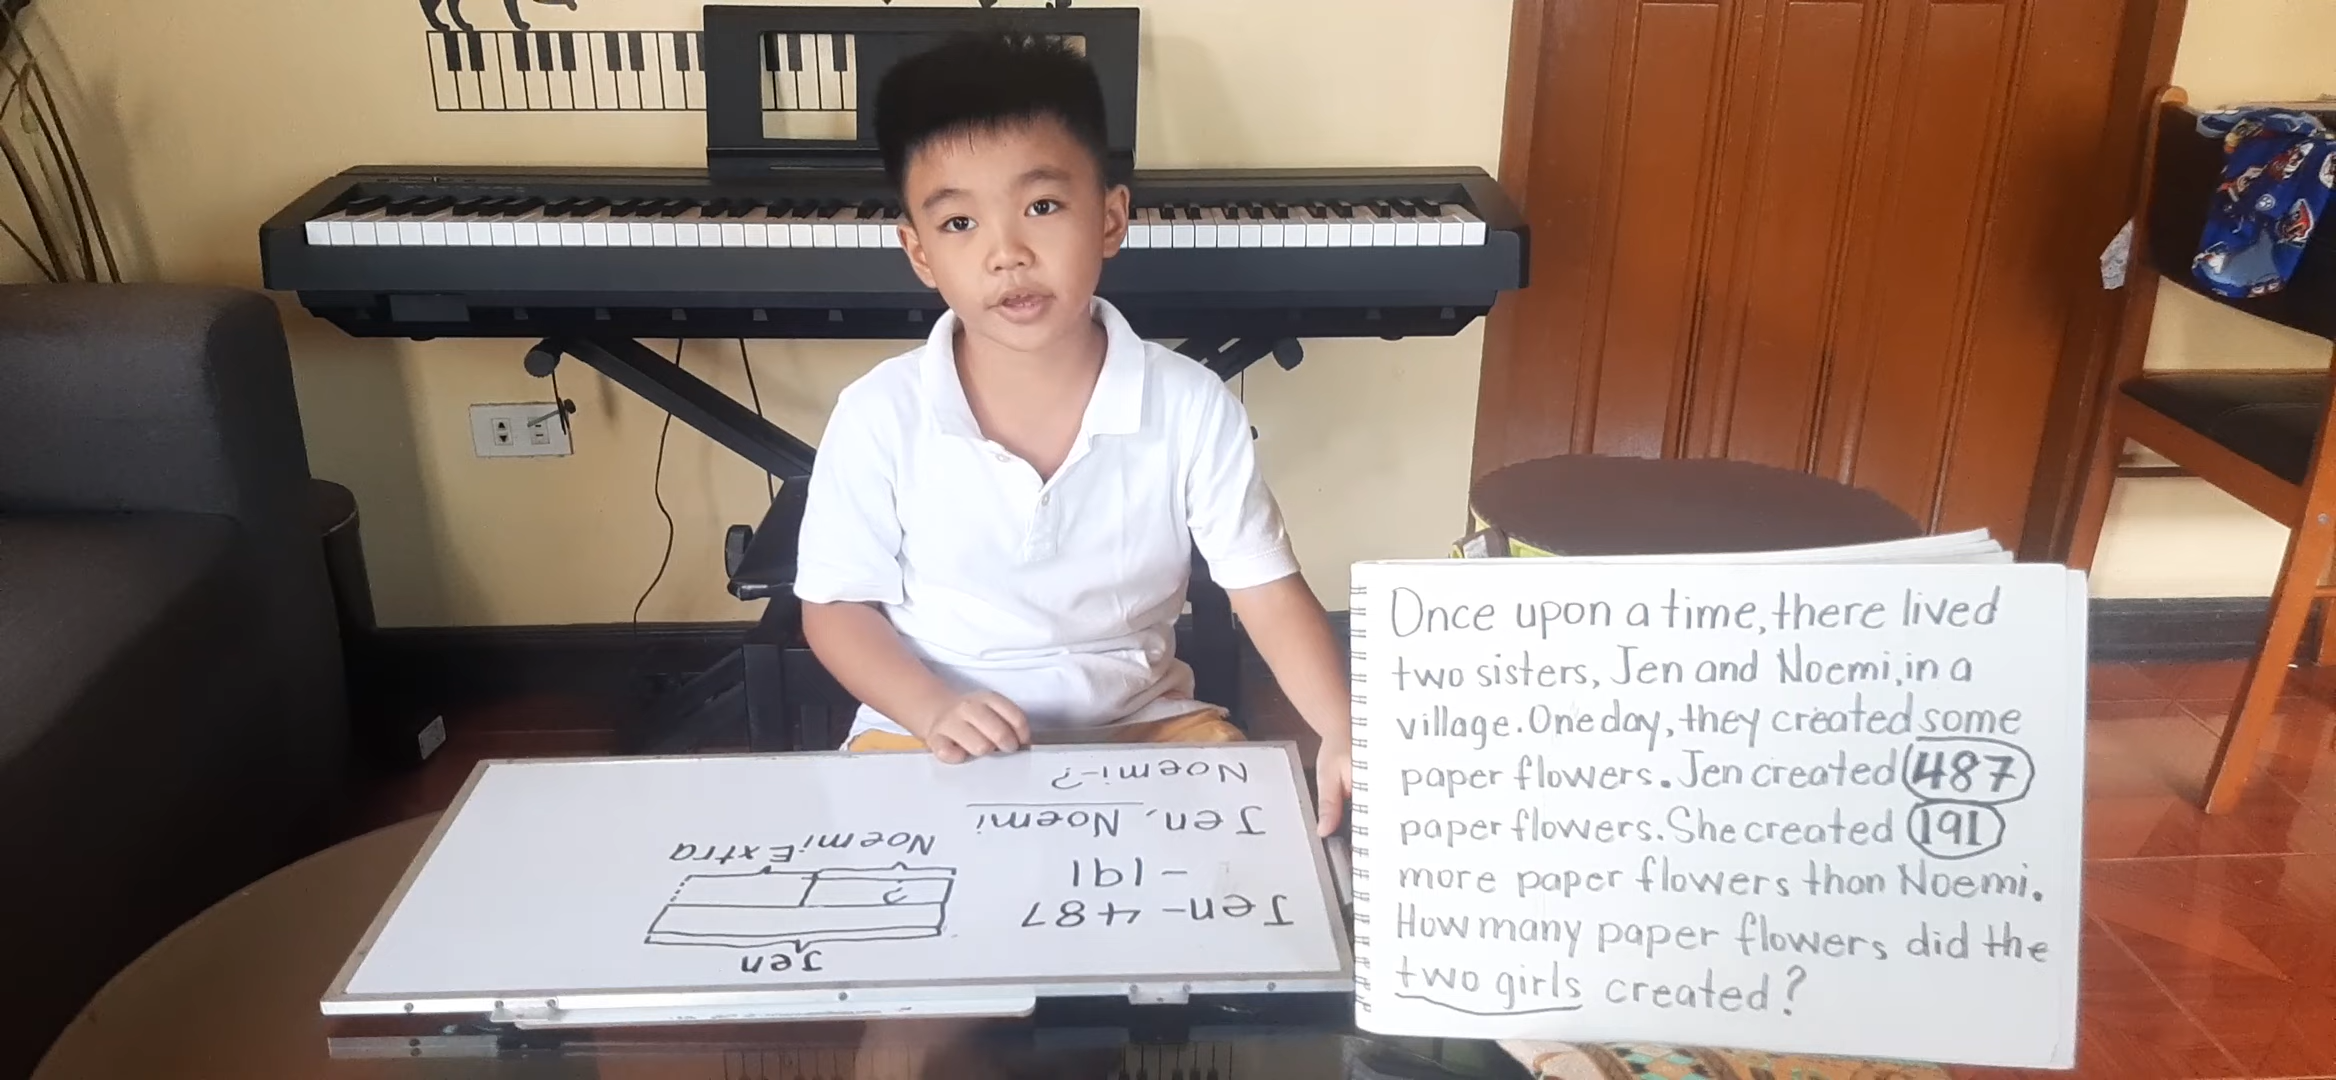 Once upon a time, there lived
two sisters, Jen and Noemi, in a
village. One day, they created some
paper flowers. Jen created 487
paper flowers. She created 191
more paper flowers than Noemi.
How many paper flowers did the
two girls created?
Jen
?
Noemi Extra
Jen - 487
- 191
Jen, Noemi
Noemi - ?